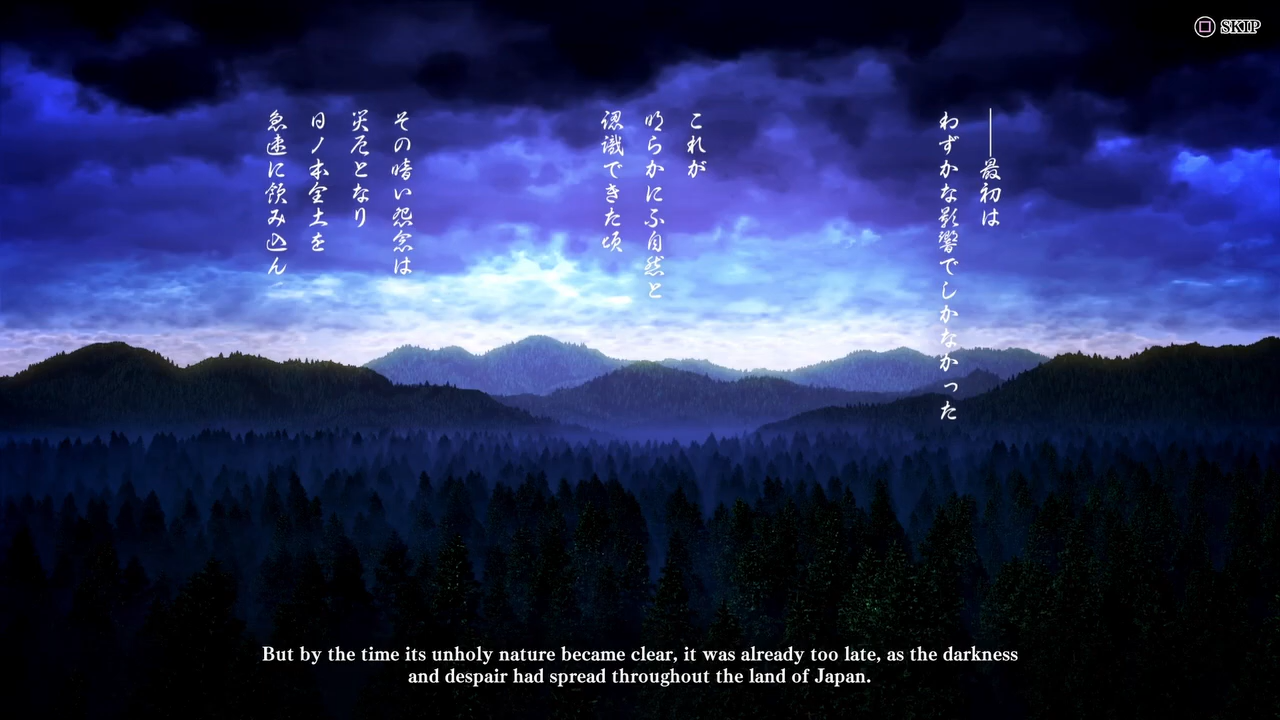 SKIP
――最初は
わずかな影響でしかなかった
これが
明らかにふ自然と
認識できた頃
その暗い怨念は
災厄となり
日ノ本全土を
急速に飲み込ん
But by the time its unholy nature became clear, it was already too late, as the darkness
and despair had spread throughout the land of Japan.